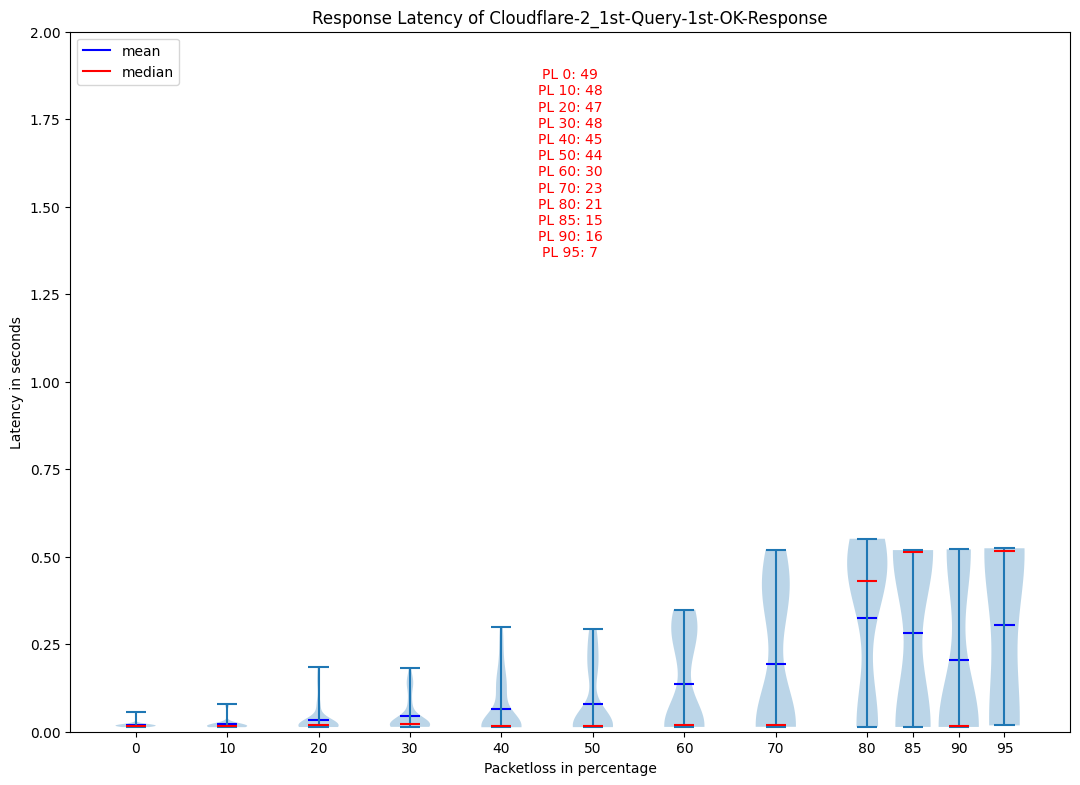 Response Latency of Cloudflare-2_1st-Query-1st-OK-Response
mean
median
PL 0: 49
PL 10: 48
PL 20: 47
PL 30: 48
PL 40: 45
PL 50: 44
PL 60: 30
PL 70: 23
PL 80: 21
PL 85: 15
PL 90: 16
PL 95: 7
Latency in seconds
2.00
1.75
1.50
1.25
1.00
0.75
0.50
0.25
0.00
0 10 20 30 40 50 60 70 80 85 90 95
Packetloss in percentage